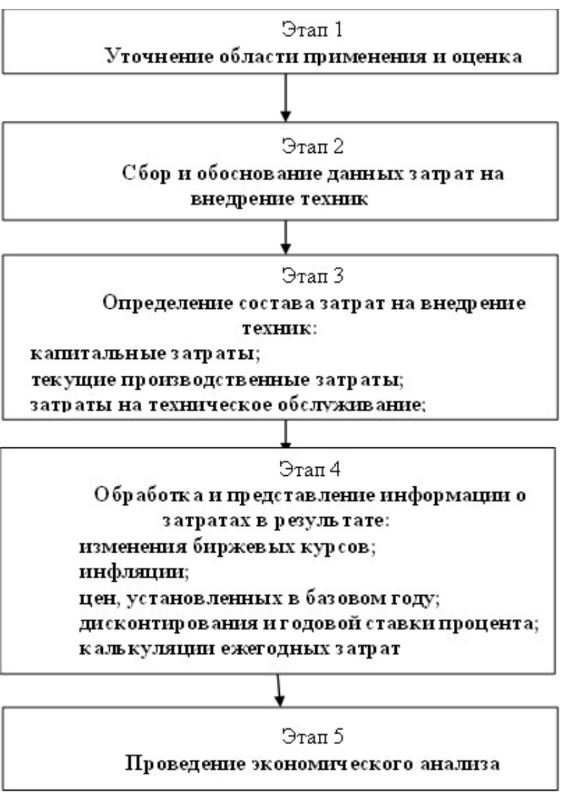 Этап 1
Уточнение области применения и оценка
Этап 2
Сбор и обоснование данных затрат на
внедрение техник
Этап 3
Определение состава затрат на внедрение
техник:
капитальные затраты;
текущие производственные затраты;
затраты на техническое обслуживание;
Этап 4
Обработка и представление информации о
затратах в результате:
изменения биржевых курсов;
инфляции;
цен, установленных в базовом году;
дисконтирования и годовой ставки процента;
калькуляции ежегодных затрат
Этап 5
Проведение экономического анализа